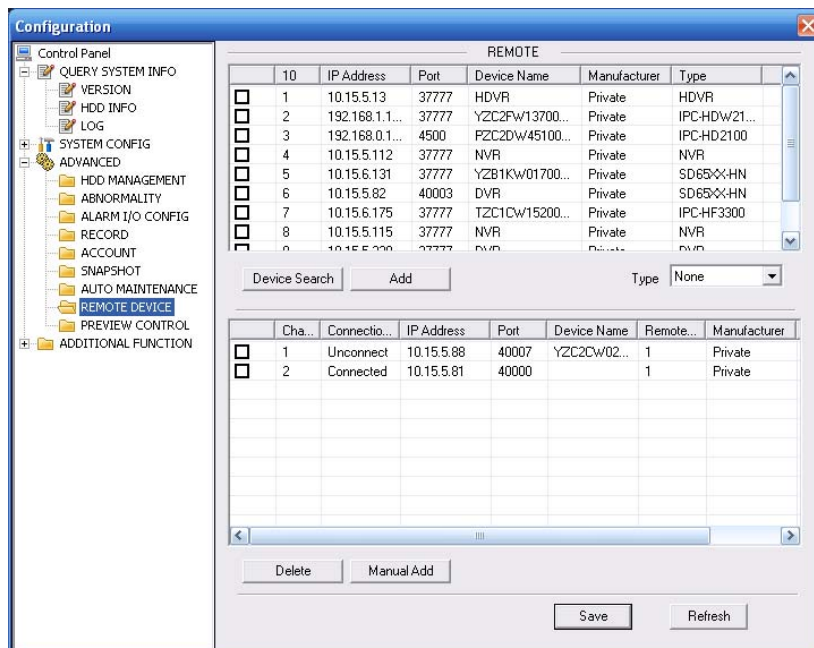 Configuration
Control Panel
QUERY SYSTEM INFO
VERSION
HDD INFO
LOG
SYSTEM CONFIG
ADVANCED
HDD MANAGEMENT
ABNORMALITY
ALARM I/O CONFIG
RECORD
ACCOUNT
SNAPSHOT
AUTO MAINTENANCE
REMOTE DEVICE
PREVIEW CONTROL
ADDITIONAL FUNCTION
REMOTE
10 IP Address Port Device Name Manufacturer Type
1 10.15.5.13 37777 HDVR Private HDVR
2 192.168.1.1... 37777 YZC2FW13700... Private IPC-HDW21...
3 192.168.0.1... 4500 PZC2DW45100... Private IPC-HD2100
4 10.15.5.112 37777 NVR Private NVR
5 10.15.6.131 37777 YZB1KW01700... Private SD65XX-HN
6 10.15.5.82 40003 DVR Private SD65XX-HN
7 10.15.6.175 37777 TZC1CW15200... Private IPC-HF3300
8 10.15.5.115 37777 NVR Private NVR
37777 DVR Private DVR
Device Search Add Type None
Cha... Connectio... IP Address Port Device Name Remote... Manufacturer
1 Unconnect 10.15.5.88 40007 YZC2CW02... 1 Private
2 Connected 10.15.5.81 40000 1 Private
Delete Manual Add
Save Refresh